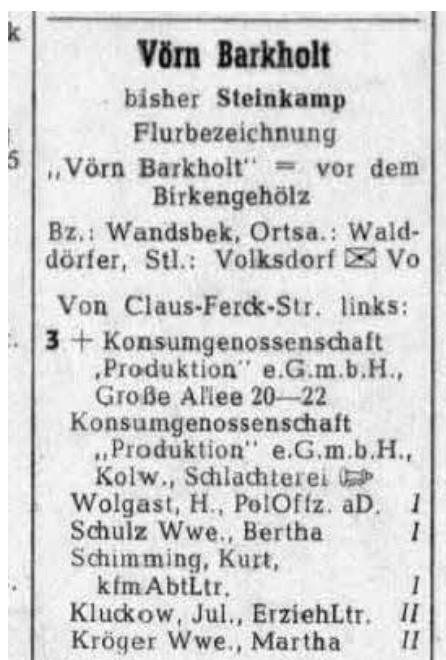 Vörn Barkholt
bisher Steinkamp
Flurbezeichnung
„Vörn Barkholt" = vor dem
Birkengehölz
Bz.: Wandsbek, Ortsa.: Wald-
dörfer, Stl.: Volksdorf ✉ Vo
Von Claus-Ferck-Str. links:
3 + Konsumgenossenschaft
„Produktion" e.G.m.b.H.,
Große Allee 20—22
Konsumgenossenschaft
„Produktion" e.G.m.b.H.,
Kolw., Schlachterei
Wolgast, H., PolOffz. aD. I
Schulz Wwe., Bertha I
Schimming, Kurt,
kfmAbtLtr. I
Kluckow, Jul., ErziehLtr. II
Kröger Wwe., Martha II